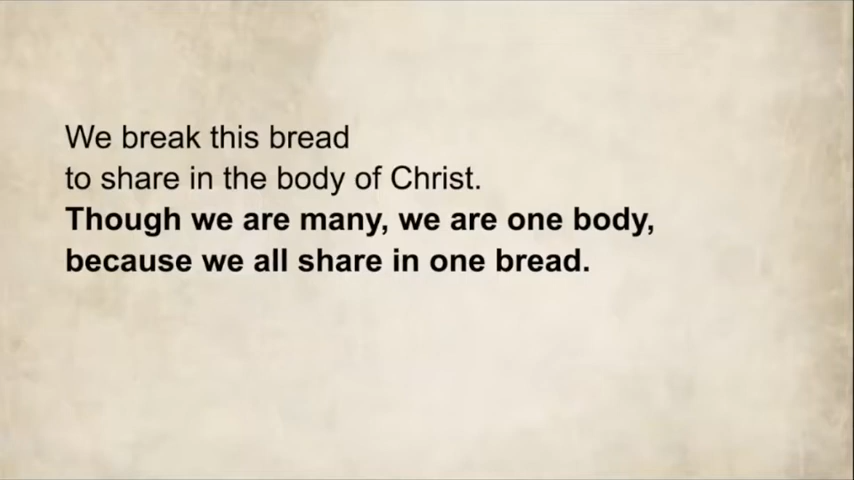 We break this bread
to share in the body of Christ.
Though we are many, we are one body,
because we all share in one bread.